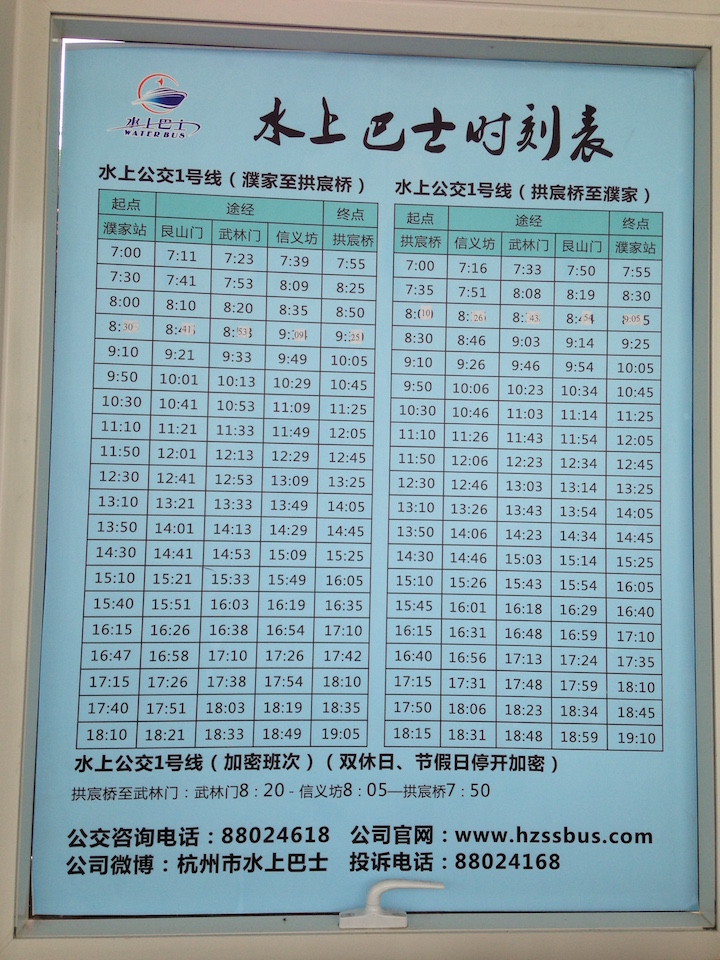 水上巴士
WATER BUS
水上巴士时刻表
水上公交1号线（濮家至拱宸桥）
起点 途经 终点
濮家站 艮山门 武林门 信义坊 拱宸桥
7:00 7:11 7:23 7:39 7:55
7:30 7:41 7:53 8:09 8:25
8:00 8:10 8:20 8:35 8:50
8:30 8:41 8:53 9:09 9:25
9:10 9:21 9:33 9:49 10:05
9:50 10:01 10:13 10:29 10:45
10:30 10:41 10:53 11:09 11:25
11:10 11:21 11:33 11:49 12:05
11:50 12:01 12:13 12:29 12:45
12:30 12:41 12:53 13:09 13:25
13:10 13:21 13:33 13:49 14:05
13:50 14:01 14:13 14:29 14:45
14:30 14:41 14:53 15:09 15:25
15:10 15:21 15:33 15:49 16:05
15:40 15:51 16:03 16:19 16:35
16:15 16:26 16:38 16:54 17:10
16:47 16:58 17:10 17:26 17:42
17:15 17:26 17:38 17:54 18:10
17:40 17:51 18:03 18:19 18:35
18:10 18:21 18:33 18:49 19:05
水上公交1号线（拱宸桥至濮家）
起点 途经 终点
拱宸桥 信义坊 武林门 艮山门 濮家站
7:00 7:16 7:33 7:50 7:55
7:35 7:51 8:08 8:19 8:30
8:10 8:26 8:43 8:54 9:05
8:30 8:46 9:03 9:14 9:25
9:10 9:26 9:46 9:54 10:05
9:50 10:06 10:23 10:34 10:45
10:30 10:46 11:03 11:14 11:25
11:10 11:26 11:43 11:54 12:05
11:50 12:06 12:23 12:34 12:45
12:30 12:46 13:03 13:14 13:25
13:10 13:26 13:43 13:54 14:05
13:50 14:06 14:23 14:34 14:45
14:30 14:46 15:03 15:14 15:25
15:10 15:26 15:43 15:54 16:05
15:45 16:01 16:18 16:29 16:40
16:15 16:31 16:48 16:59 17:10
16:40 16:56 17:13 17:24 17:35
17:15 17:31 17:48 17:59 18:10
17:50 18:06 18:23 18:34 18:45
18:15 18:31 18:48 18:59 19:10
水上公交1号线（加密班次）（双休日、节假日停开加密）
拱宸桥至武林门：武林门8：20 - 信义坊8：05—拱宸桥7：50
公交咨询电话：88024618 公司官网：www.hzssbus.com
公司微博：杭州市水上巴士 投诉电话：88024168